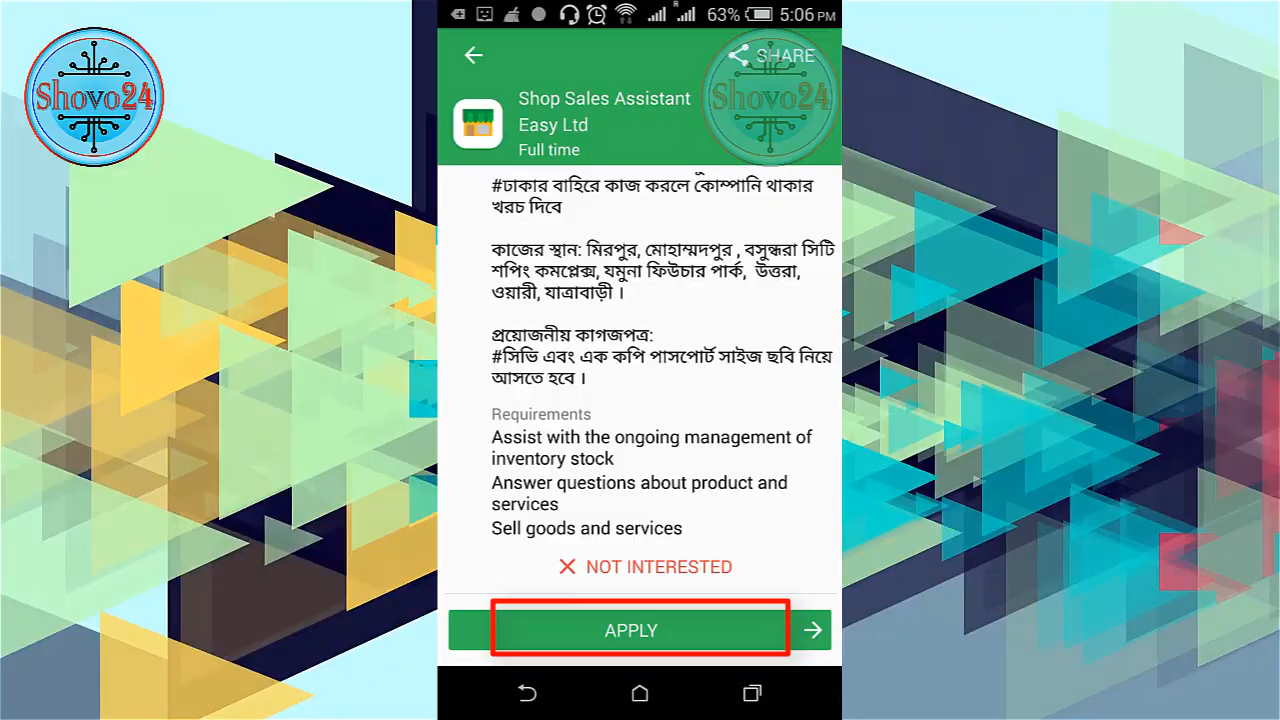 Shovo24
63% 5:06 PM
SHARE
Shovo24
Shop Sales Assistant
Easy Ltd
Full time
#ঢাকার বাহিরে কাজ করলে কোম্পানি থাকার
খরচ দিবে
কাজের স্থান: মিরপুর, মোহাম্মদপুর , বসুন্ধরা সিটি
শপিং কমপ্লেক্স, যমুনা ফিউচার পার্ক, উত্তরা,
ওয়ারী, যাত্রাবাড়ী ।
প্রয়োজনীয় কাগজপত্র:
#সিভি এবং এক কপি পাসপোর্ট সাইজ ছবি নিয়ে
আসতে হবে ।
Requirements
Assist with the ongoing management of
inventory stock
Answer questions about product and
services
Sell goods and services
NOT INTERESTED
APPLY